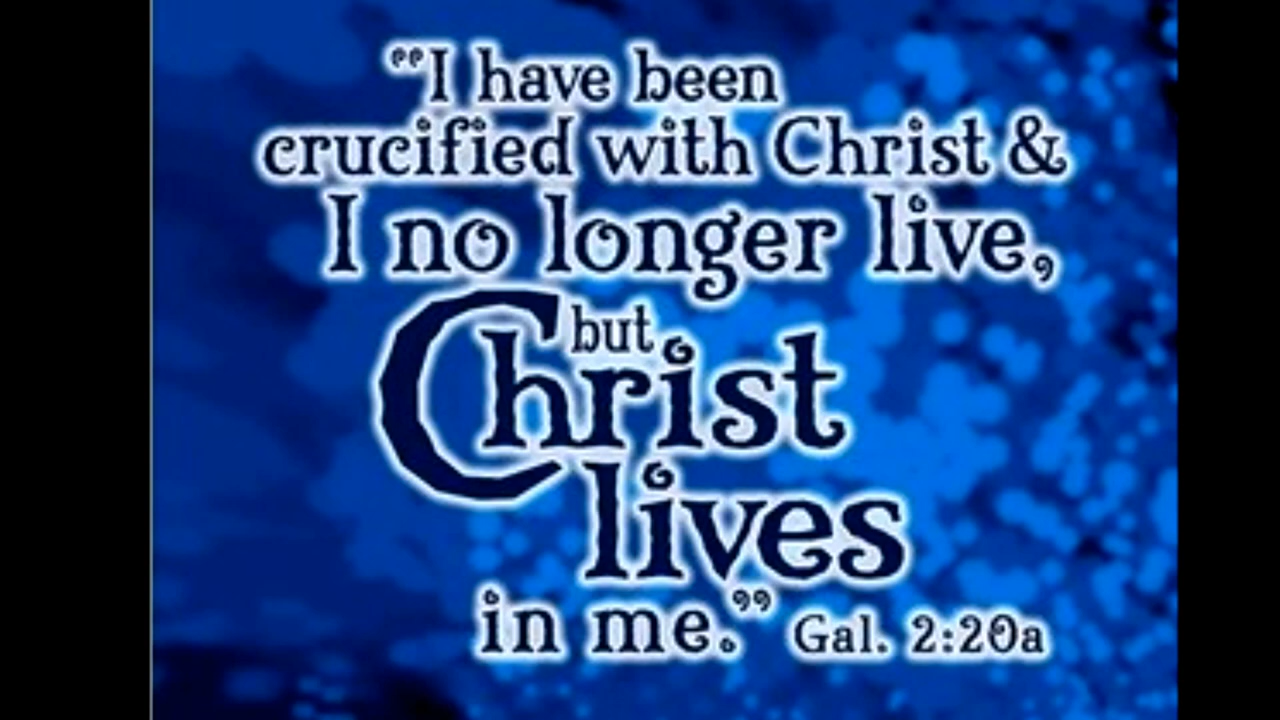 “I have been
crucified with Christ &
I no longer live,
but
Christ
lives
in me.” Gal. 2:20a